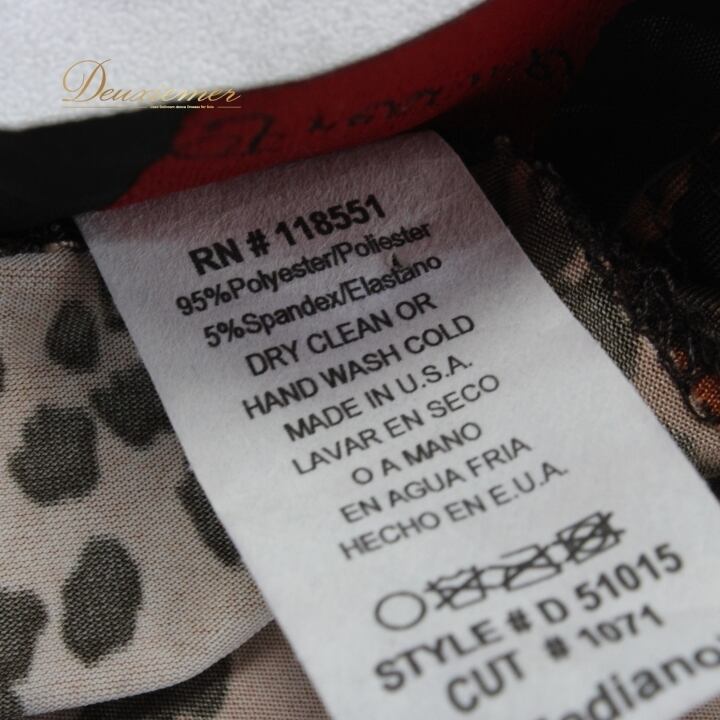 Deuxiemer
RN # 118551
95%Polyester/Poliester
5%Spandex/Elastano
DRY CLEAN OR
HAND WASH COLD
MADE IN U.S.A.
LAVAR EN SECO
O A MANO
EN AGUA FRIA
HECHO EN E.U.A.
STYLE # D 51015
CUT # 1071